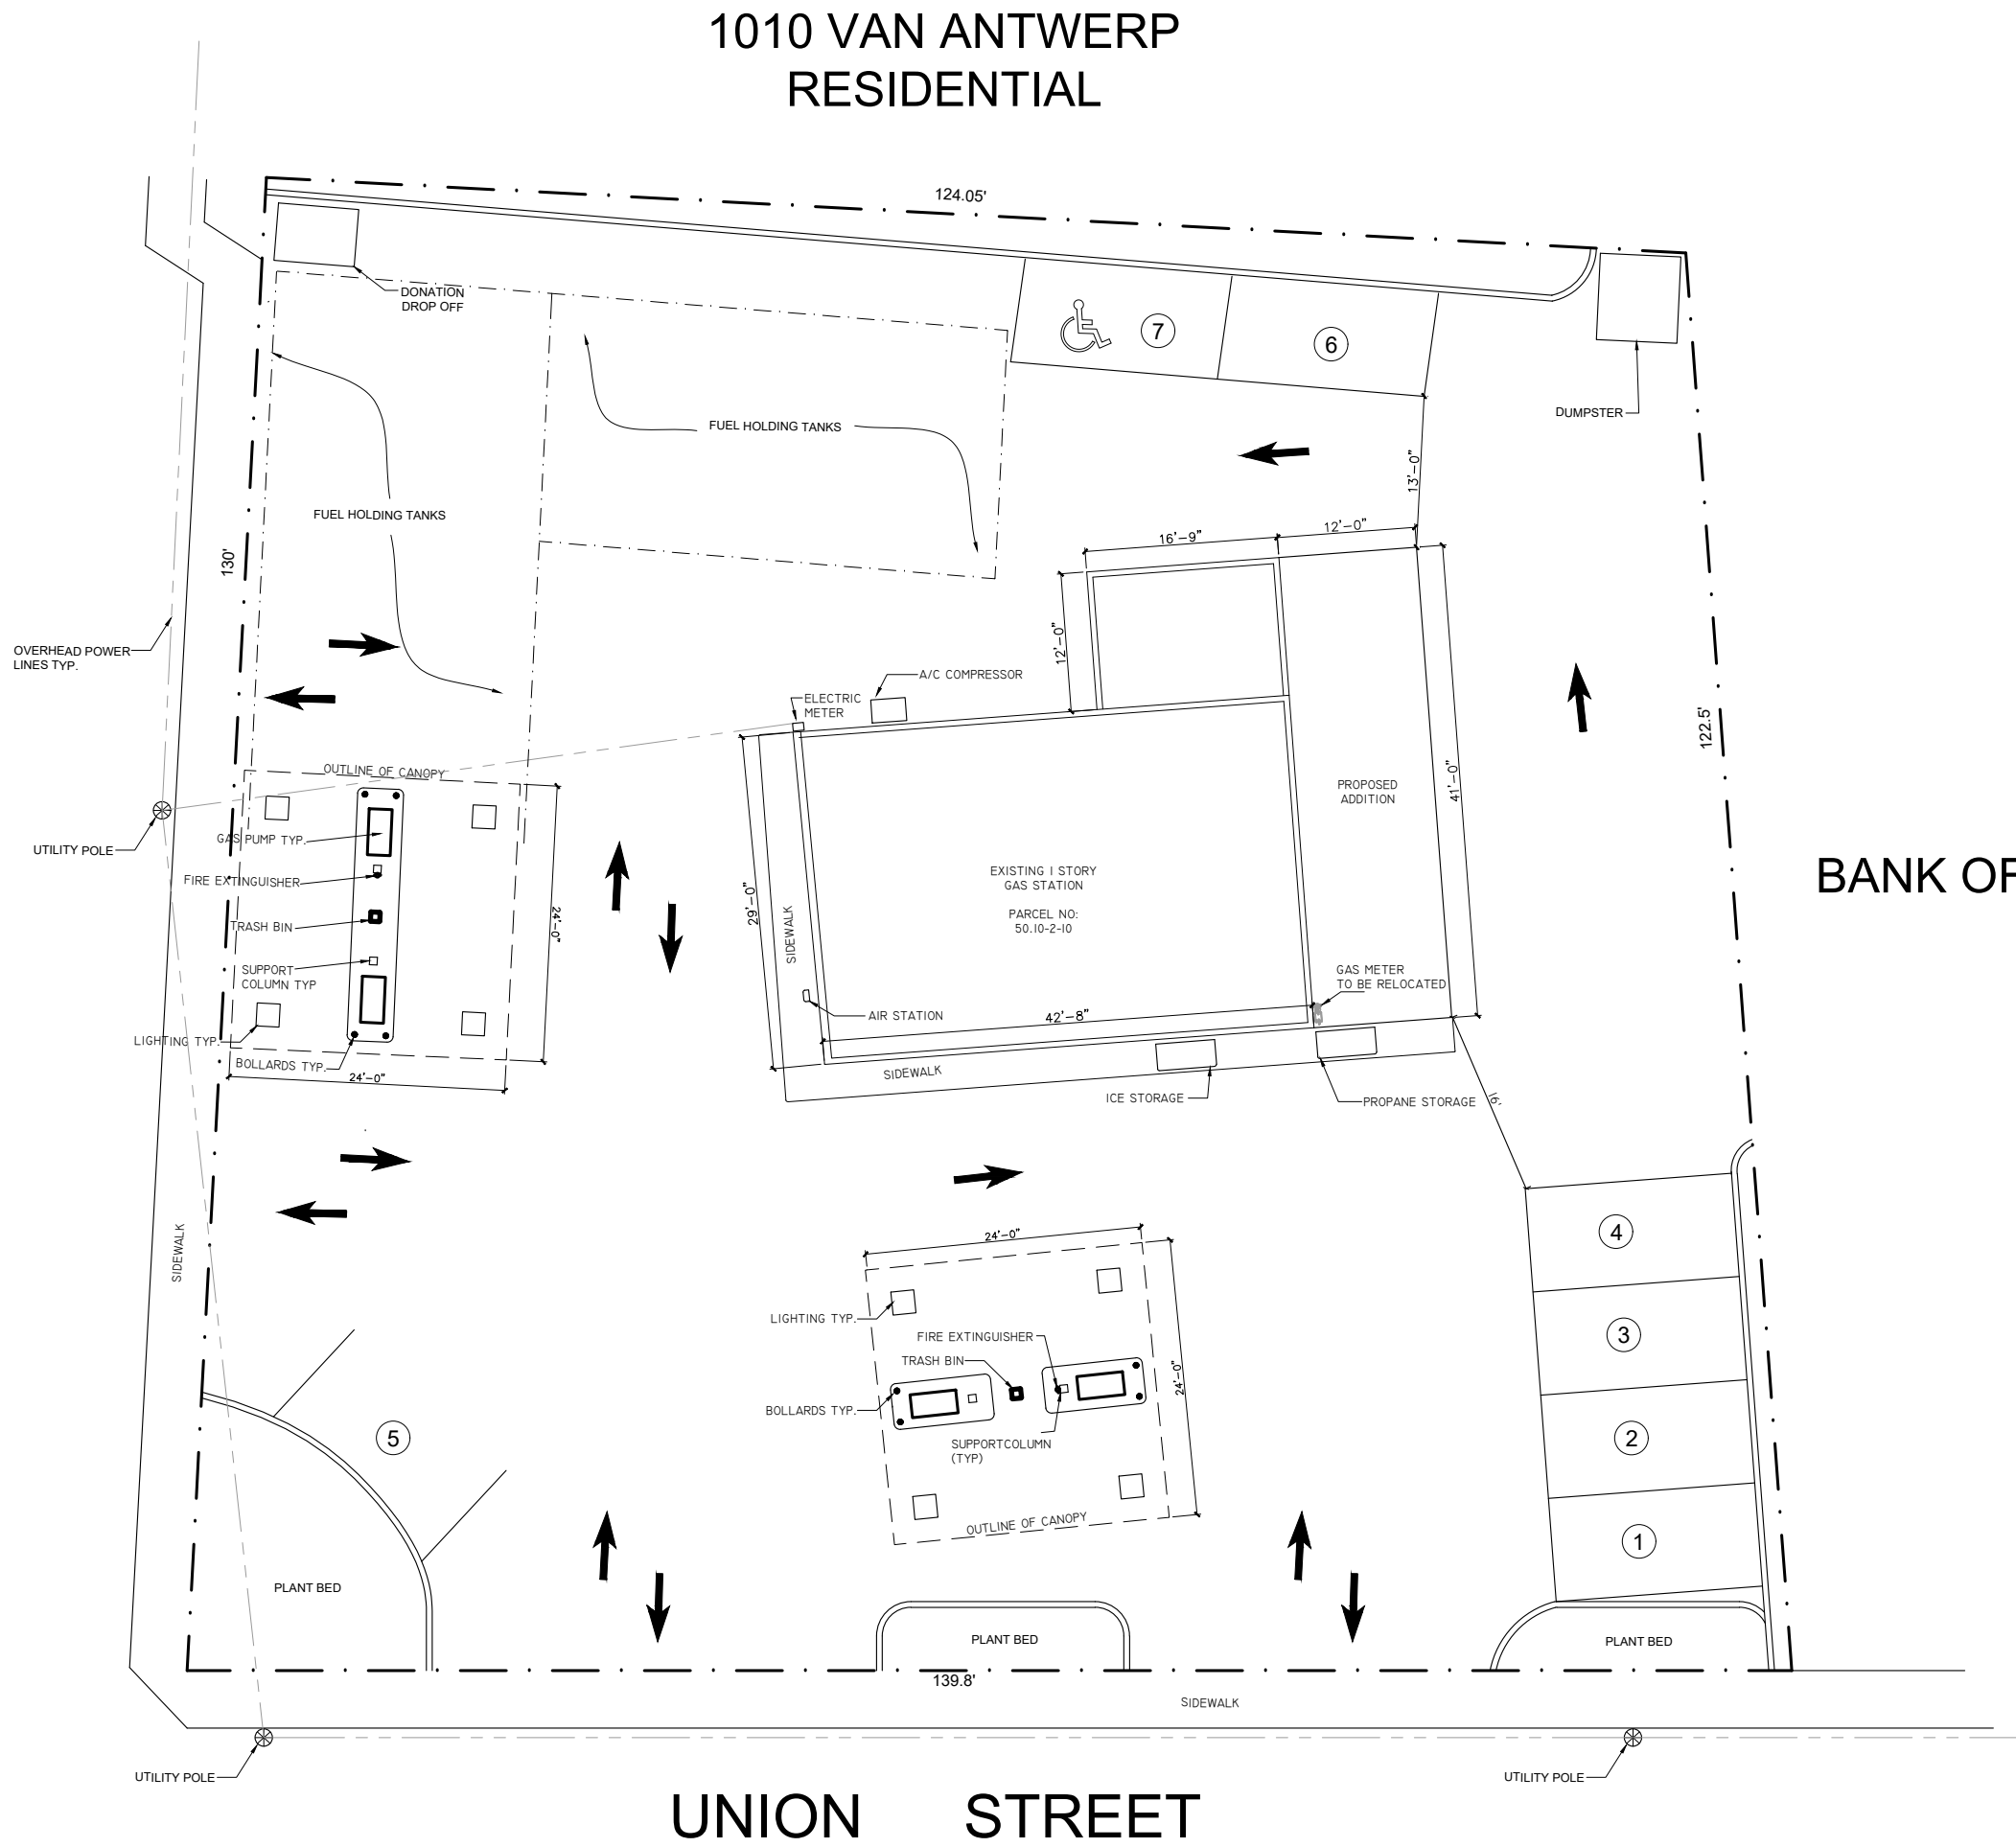 1010 VAN ANTWERP
RESIDENTIAL
124.05'
DONATION
DROP OFF
7
6
DUMPSTER
FUEL HOLDING TANKS
FUEL HOLDING TANKS
13'-0"
16'-9"
12'-0"
130'
12'-0"
OVERHEAD POWER
LINES TYP.
A/C COMPRESSOR
ELECTRIC
METER
122.5'
OUTLINE OF CANOPY
PROPOSED
ADDITION
41'-0"
GAS PUMP TYP.
UTILITY POLE
BANK OF
EXISTING 1 STORY
GAS STATION
PARCEL NO:
50.10-2-10
FIRE EXTINGUISHER
29'-0"
24'-0"
TRASH BIN
SIDEWALK
SUPPORT
COLUMN TYP
GAS METER
TO BE RELOCATED
AIR STATION
42'-8"
LIGHTING TYP.
BOLLARDS TYP.
24'-0"
SIDEWALK
ICE STORAGE
PROPANE STORAGE
16'
SIDEWALK
4
24'-0"
LIGHTING TYP.
FIRE EXTINGUISHER
3
TRASH BIN
24'-0"
BOLLARDS TYP.
5
2
SUPPORTCOLUMN
(TYP)
OUTLINE OF CANOPY
1
PLANT BED
PLANT BED
PLANT BED
139.8'
SIDEWALK
UTILITY POLE
UTILITY POLE
UNION STREET